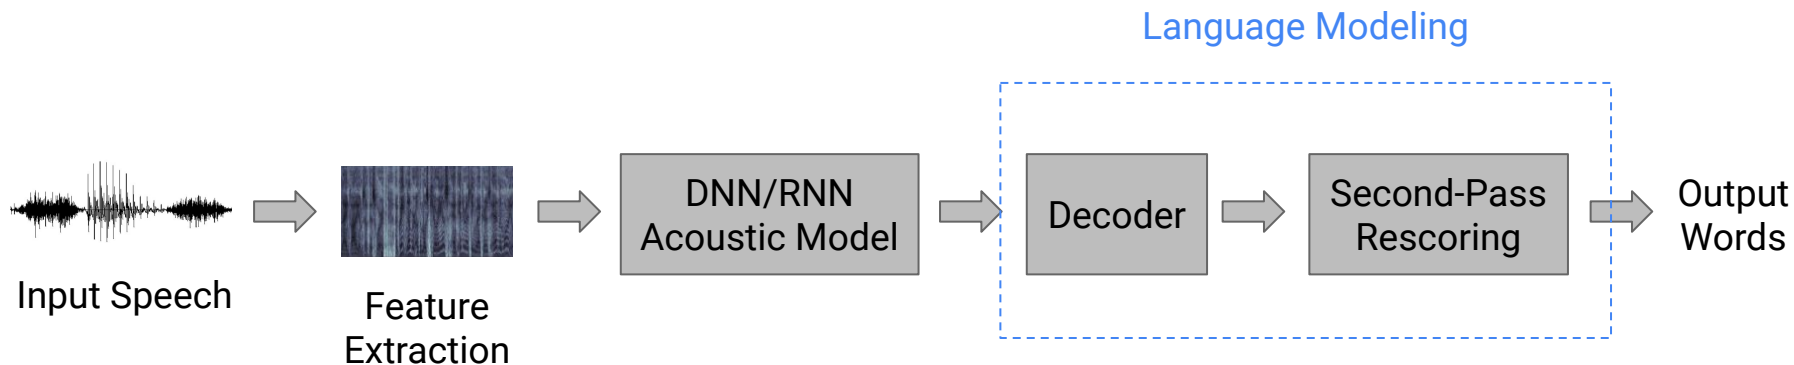 Language Modeling
Input Speech
Feature
Extraction
DNN/RNN
Acoustic Model
Decoder
Second-Pass
Rescoring
Output
Words